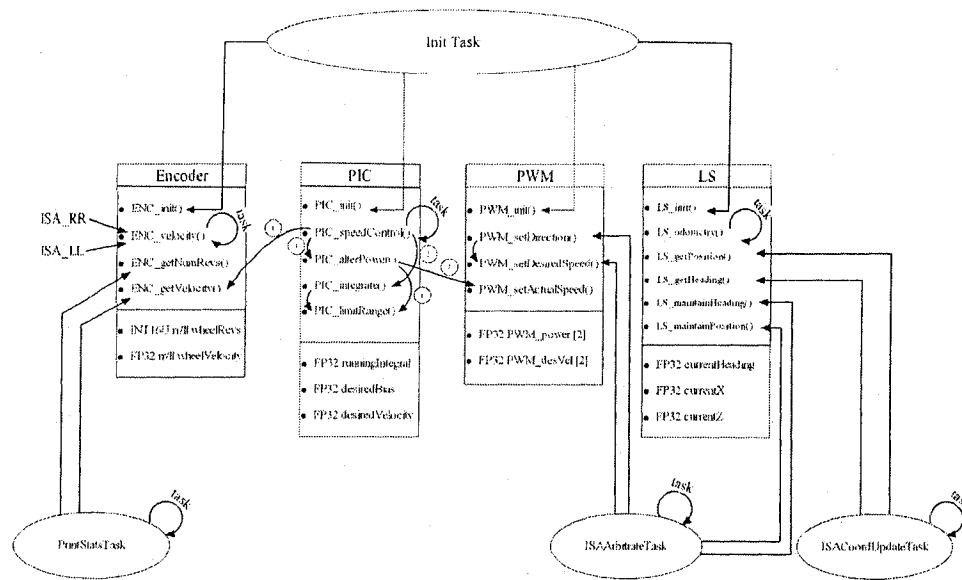 Init Task
Encoder
ENC_init()
ENC_velocity()
ENC_getNumRevs()
ENC_getVelocity()
wheelRevs
FP32
wheelVelocity
ISA_RR
ISA_LL
task
PIC
PIC_init()
PIC_speedControl()
PIC_alterPower
PIC_integrate()
PIC_limitRange()
FP32 runningIntegral
FP32 desiredBias
FP32 desiredVelocity
task
PWM
PWM_init()
PWM_setDirection()
PWM_setDesiredSpeed()
PWM_setActualSpeed()
FP32 PWM_power [2]
FP32 PWM_desVel [2]
LS
LS_init()
LS_odometry()
LS_getPosition()
LS_getHeading()
LS_maintainHeading()
LS_maintainPosition()
FP32 currentHeading
FP32 currentX
FP32 currentZ
task
PrintStatsTask
task
ISAArbitrateTask
task
ISACoordUpdateTask
task